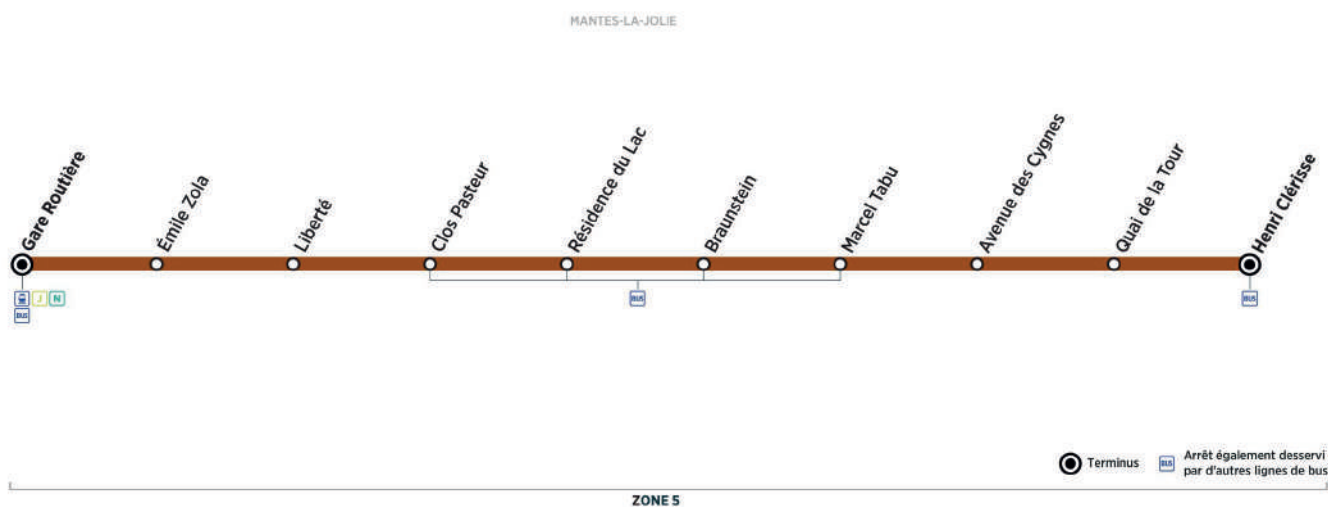 MANTES-LA-JOLIE
Gare Routière
Émile Zola
Liberté
Clos Pasteur
Résidence du Lac
Braunstein
Marcel Tabu
Avenue des Cygnes
Quai de la Tour
Henri Clérisse
J N
BUS
BUS
BUS
Terminus
BUS
Arrêt également desservi
par d'autres lignes de bus
ZONE 5